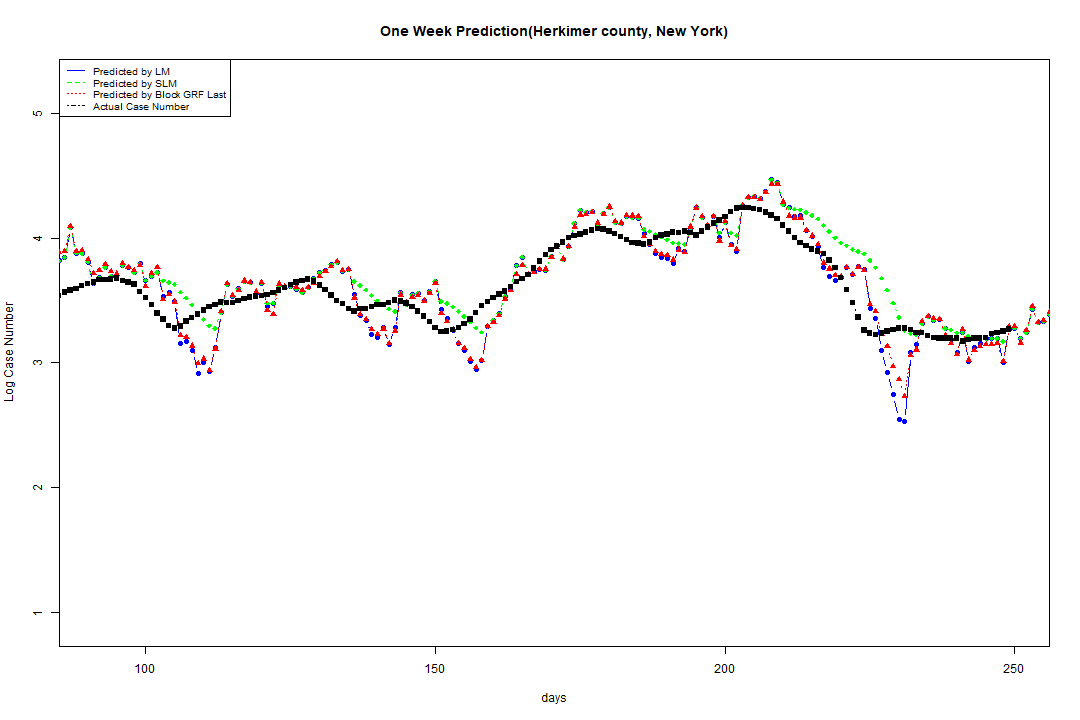 One Week Prediction(Herkimer county, New York)
Predicted by LM
Predicted by SLM
Predicted by Block GRF Last
Actual Case Number
5
4
3
2
1
Log Case Number
100 150 200 250
days